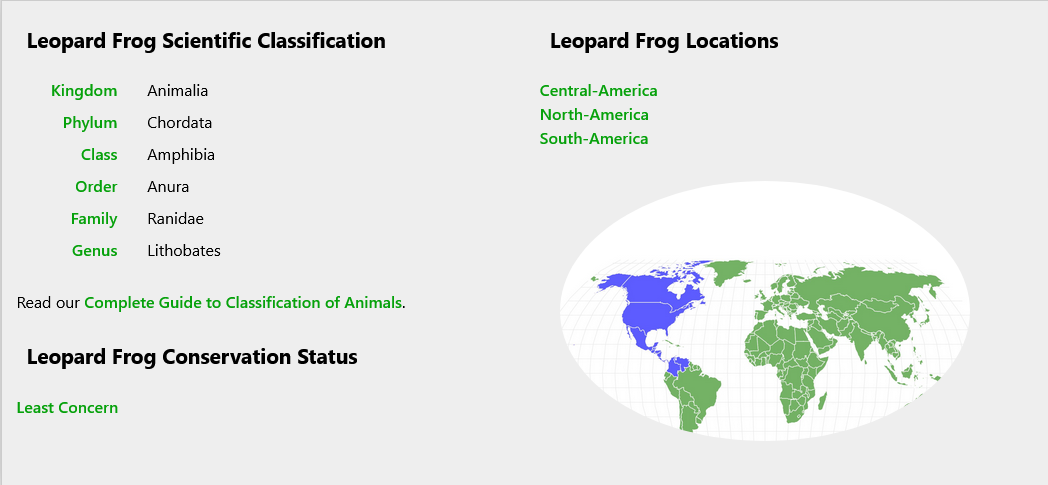 Leopard Frog Scientific Classification
Kingdom Animalia
Phylum Chordata
Class Amphibia
Order Anura
Family Ranidae
Genus Lithobates
Read our Complete Guide to Classification of Animals.
Leopard Frog Conservation Status
Least Concern
Leopard Frog Locations
Central-America
North-America
South-America